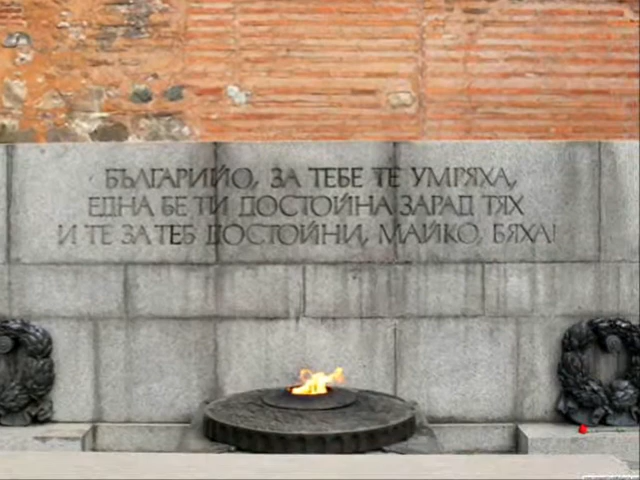 БЪЛГАРИЙО, ЗА ТЕБЕ ТЕ УМРЯХА,
ЕДНА БЕ ТИ ДОСТОЙНА ЗАРАД ТЯХ
И ТЕ ЗА ТЕБ ДОСТОЙНИ, МАЙКО, БЯХА!